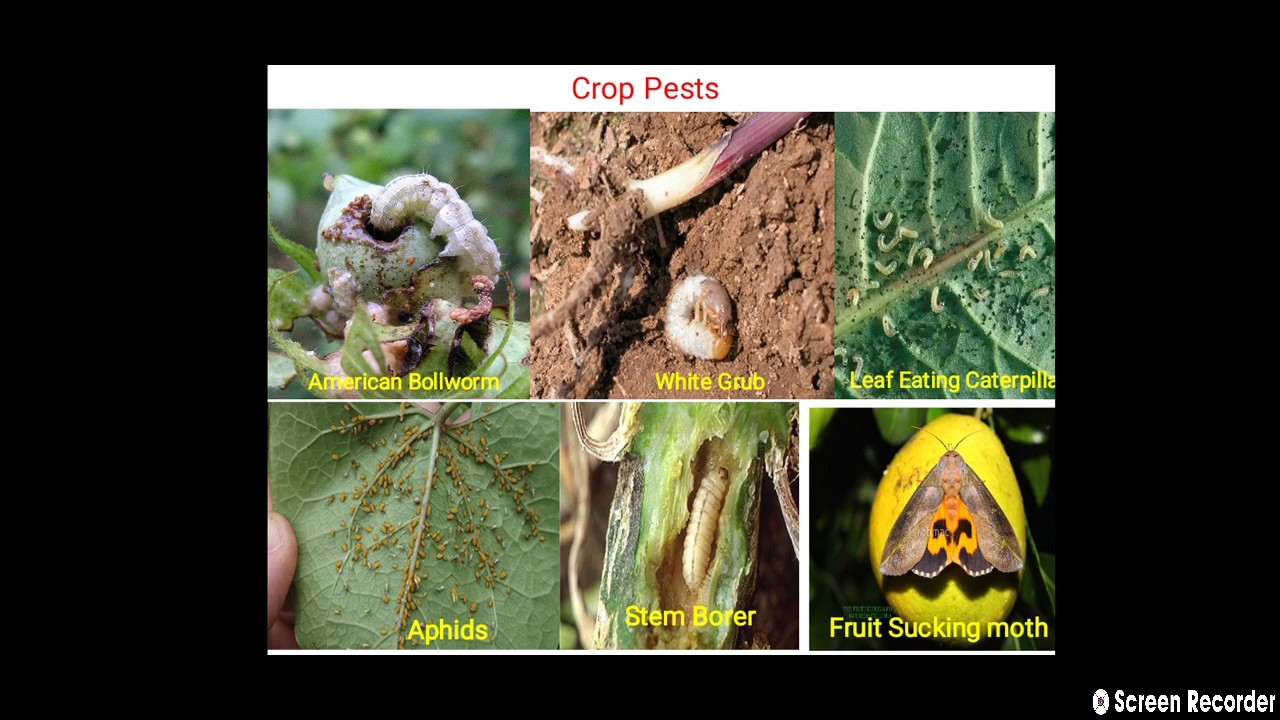 Crop Pests
American Bollworm
White Grub
Leaf Eating Caterpilla
Aphids
Stem Borer
Fruit Sucking moth
Screen Recorder